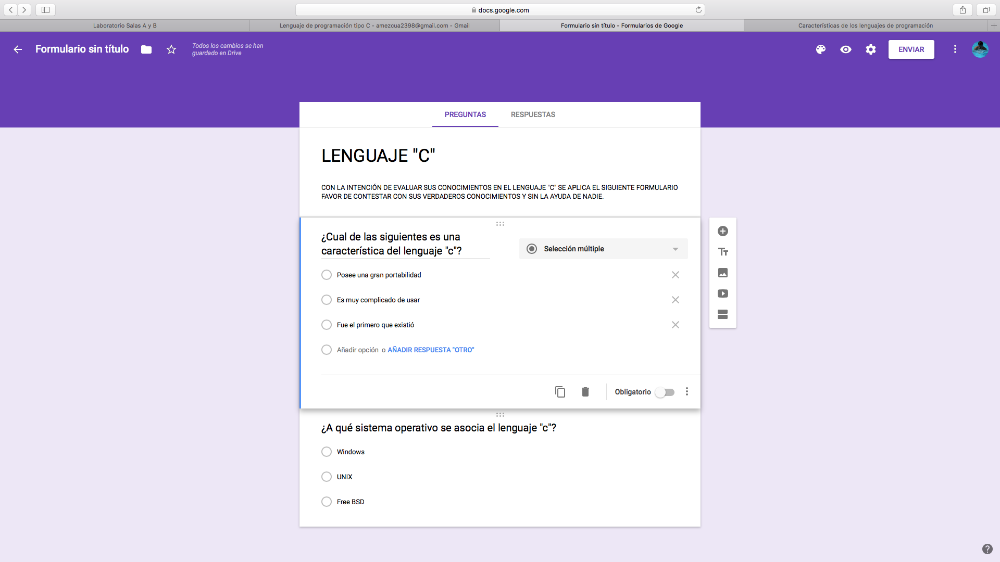 docs.google.com
Laboratorio Salas A y B
Lenguaje de programación tipo C - amezcua2398@gmail.com - Gmail
Formulario sin título - Formularios de Google
Características de los lenguajes de programación
Formulario sin título
Todos los cambios se han
guardado en Drive
ENVIAR
PREGUNTAS
RESPUESTAS
LENGUAJE "C"
CON LA INTENCIÓN DE EVALUAR SUS CONOCIMIENTOS EN EL LENGUAJE "C" SE APLICA EL SIGUIENTE FORMULARIO
FAVOR DE CONTESTAR CON SUS VERDADEROS CONOCIMIENTOS Y SIN LA AYUDA DE NADIE.
¿Cual de las siguientes es una
característica del lenguaje "c"?
Selección múltiple
Posee una gran portabilidad
Es muy complicado de usar
Fue el primero que existió
Añadir opción o AÑADIR RESPUESTA "OTRO"
Obligatorio
¿A qué sistema operativo se asocia el lenguaje "c"?
Windows
UNIX
Free BSD